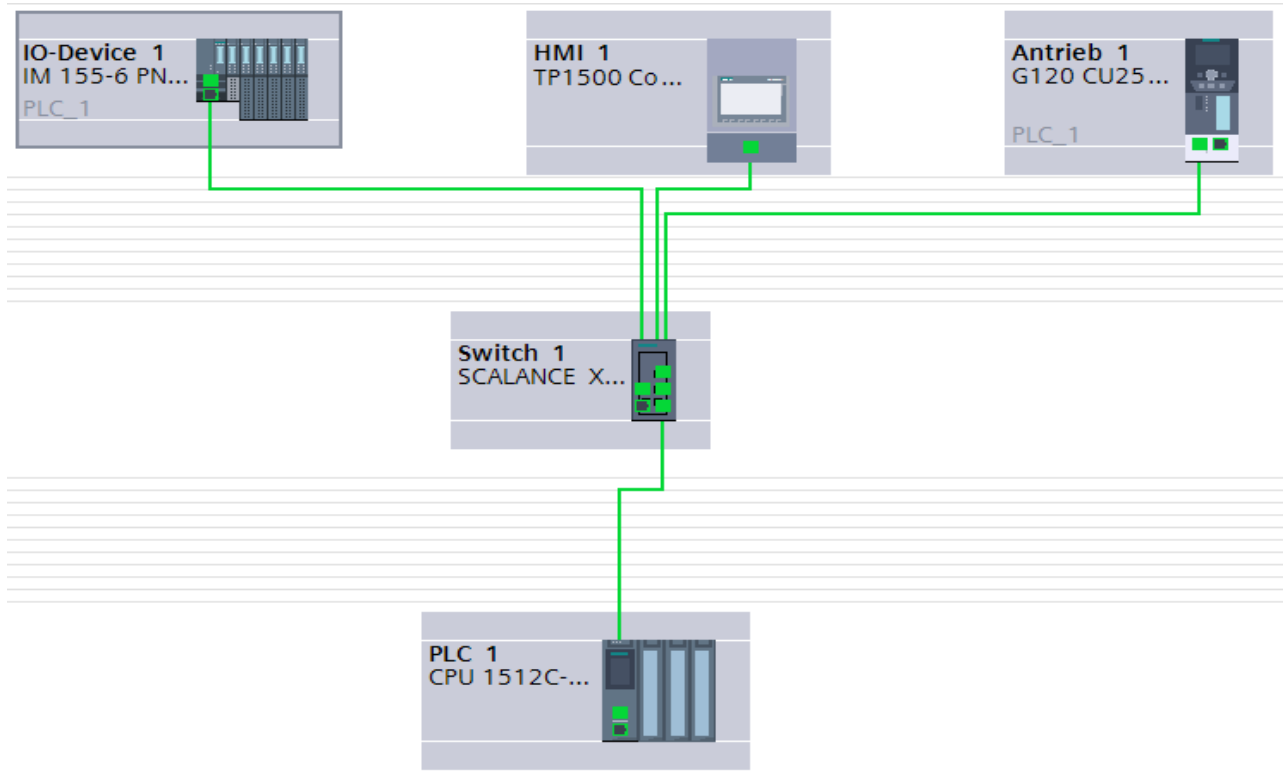 IO-Device_1
IM 155-6 PN...
PLC_1
HMI_1
TP1500 Co...
Antrieb_1
G120 CU25...
PLC_1
Switch_1
SCALANCE X...
PLC_1
CPU 1512C-...